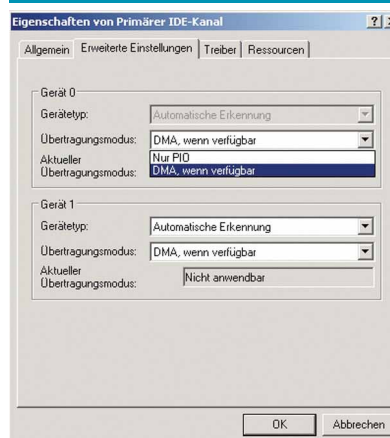 Eigenschaften von Primärer IDE-Kanal
Allgemein Erweiterte Einstellungen Treiber Ressourcen
Gerät 0
Gerätetyp: Automatische Erkennung
Übertragungsmodus: DMA, wenn verfügbar
Nur PIO
DMA, wenn verfügbar
Aktueller
Übertragungsmodus:
Gerät 1
Gerätetyp: Automatische Erkennung
Übertragungsmodus: DMA, wenn verfügbar
Aktueller
Übertragungsmodus: Nicht anwendbar
OK Abbrechen